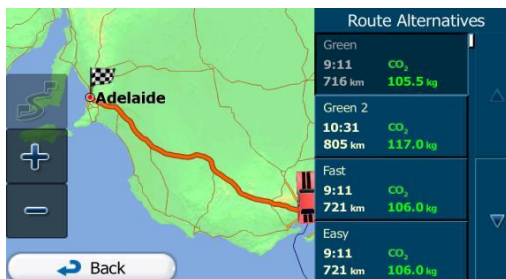 Route Alternatives
Adelaide
Green
9:11 CO₂
716 km 105.5 kg
Green 2
10:31 CO₂
805 km 117.0 kg
Fast
9:11 CO₂
721 km 106.0 kg
Easy
9:11 CO₂
721 km 106.0 kg
Back